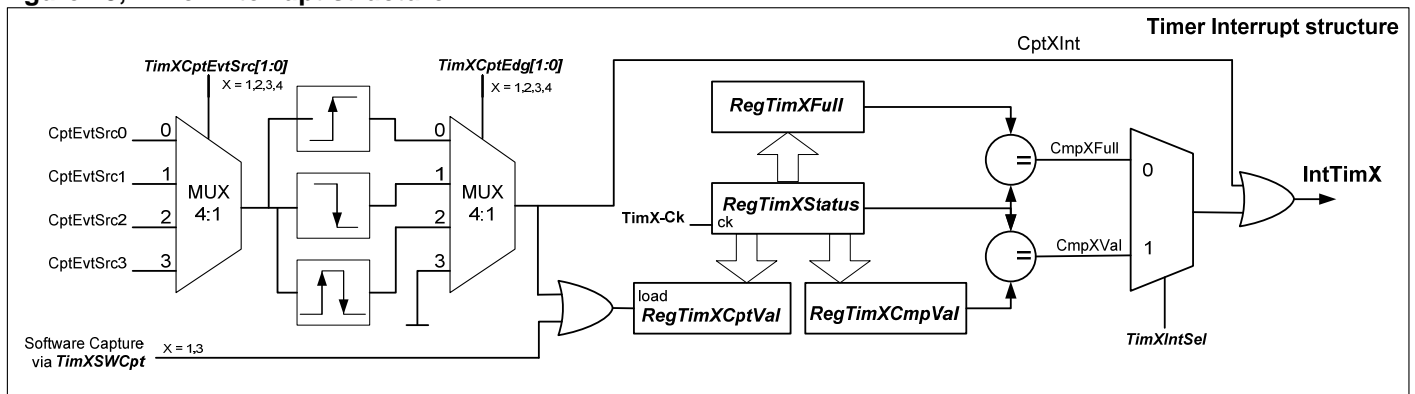 Timer Interrupt structure
CptXInt
TimXCptEvtSrc[1:0]
X = 1,2,3,4
TimXCptEdg[1:0]
X = 1,2,3,4
RegTimXFull
CptEvtSrc0
0
0
CmpXFull
CptEvtSrc1
1
1
MUX
4:1
MUX
4:1
=
0
IntTimX
TimX-Ck
RegTimXStatus
ck
CptEvtSrc2
2
2
CptEvtSrc3
3
3
=
CmpXVal
1
load
RegTimXCptVal
RegTimXCmpVal
Software Capture
via TimXSWCpt
X = 1,3
TimXIntSel